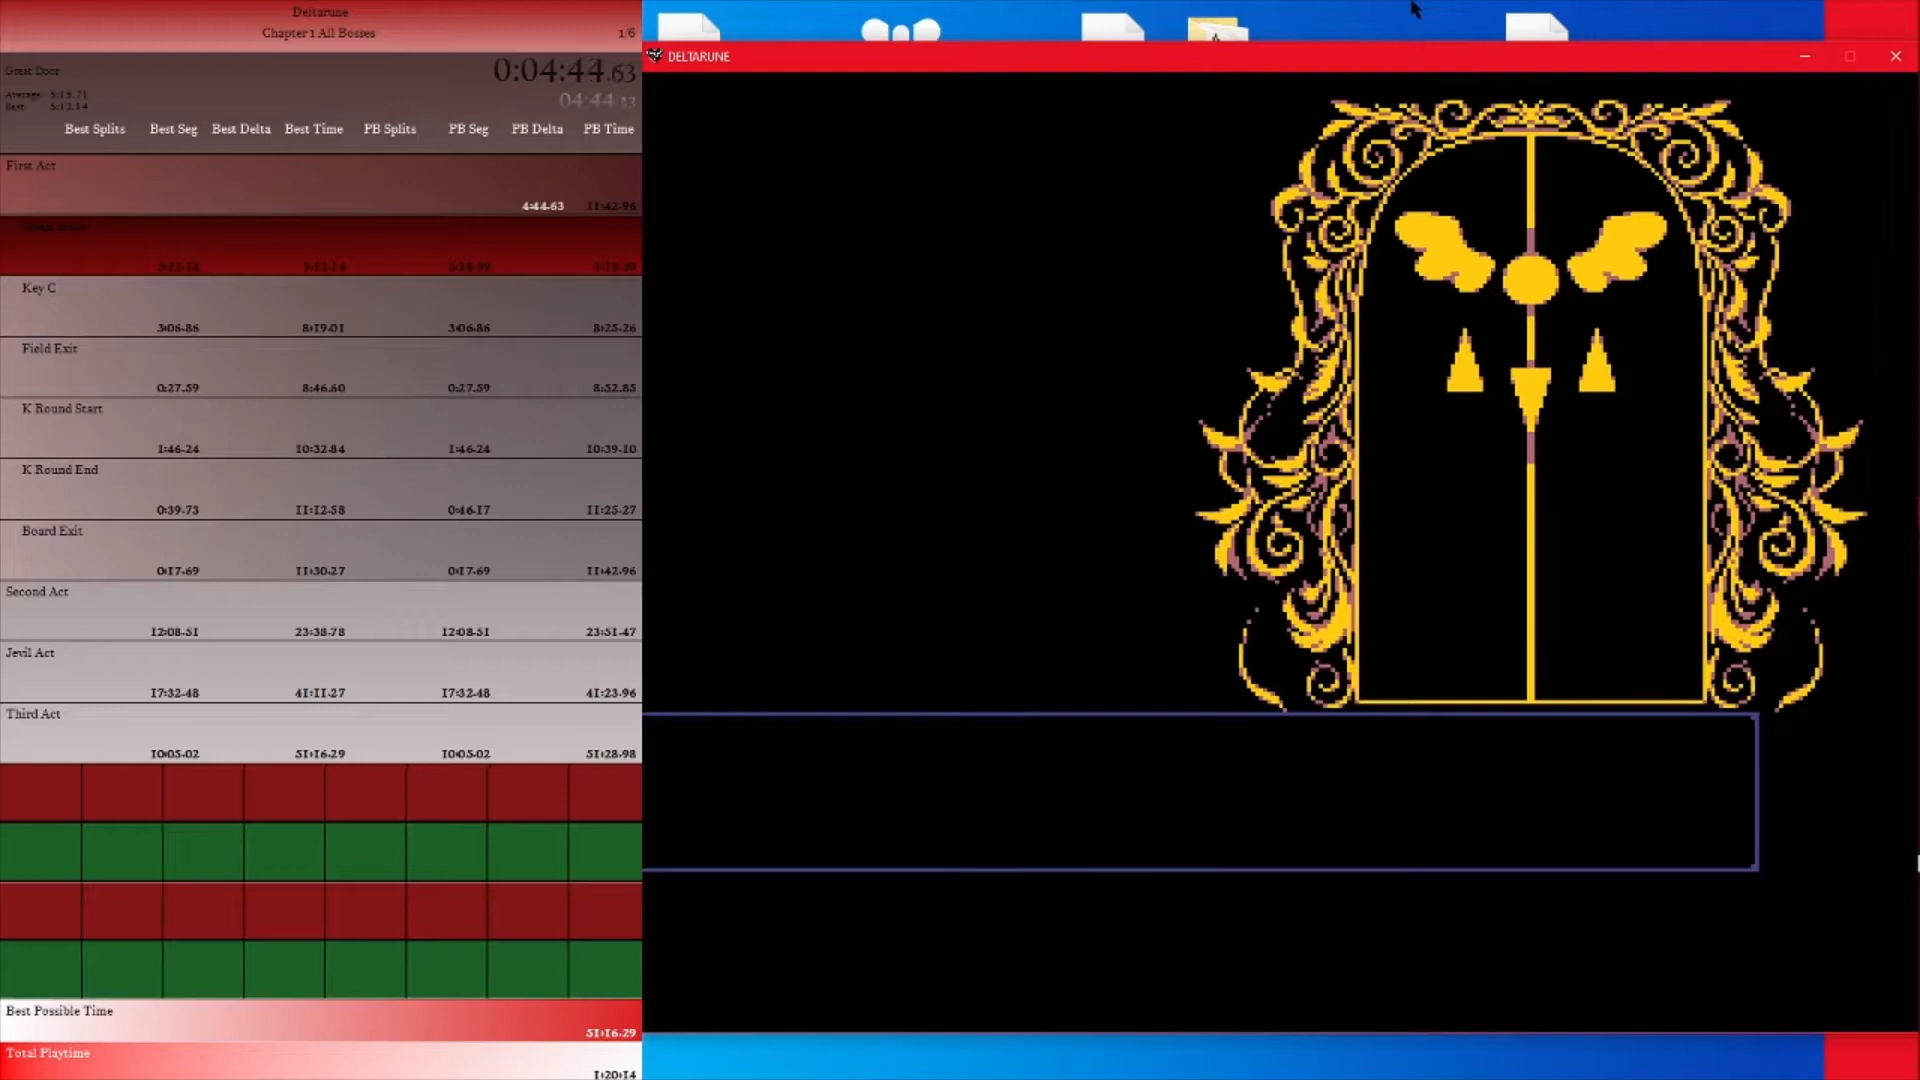 Deltarune
Chapter 1 All Bosses
1/6
Great Door
0:04:44.63
Average: 5:15.71
Best: 5:12.14
Best Splits Best Seg Best Delta Best Time PB Splits PB Seg PB Delta PB Time
First Act
4:44.63 11:42.96
Key C
3:06.86 8:19.01 3:06.86 8:25.26
Field Exit
0:27.59 8:46.60 0:27.59 8:52.85
K Round Start
1:46.24 10:32.84 1:46.24 10:39.10
K Round End
0:39.73 11:12.58 0:46.17 11:25.27
Board Exit
0:17.69 11:30.27 0:17.69 11:42.96
Second Act
12:08.51 23:38.78 12:08.51 23:51.47
Jevil Act
17:32.48 41:11.27 17:32.48 41:23.96
Third Act
10:05.02 51:16.29 10:05.02 51:28.98
Best Possible Time
51:16.29
Total Playtime
1:20:14
DELTARUNE